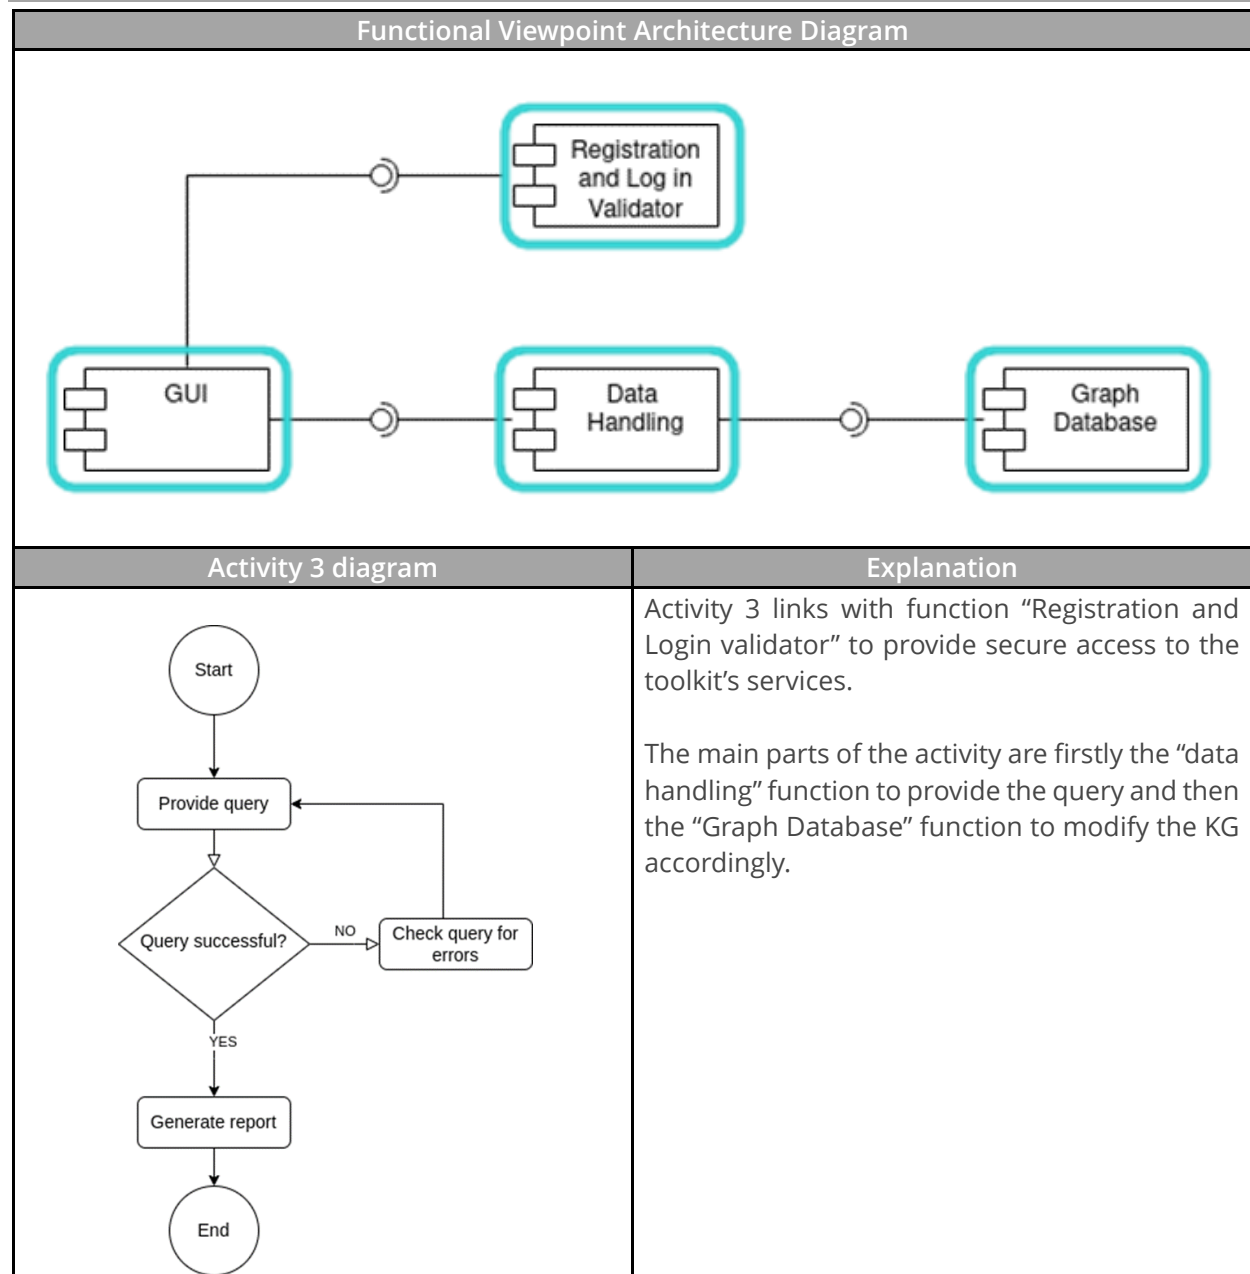 Functional Viewpoint Architecture Diagram
Registration
and Log in
Validator
GUI
Data
Handling
Graph
Database
Activity 3 diagram
Explanation
Start
Provide query
Query successful?
NO
Check query for
errors
YES
Generate report
End
Activity 3 links with function “Registration and
Login validator” to provide secure access to the
toolkit’s services.
The main parts of the activity are firstly the “data
handling” function to provide the query and then
the “Graph Database” function to modify the KG
accordingly.